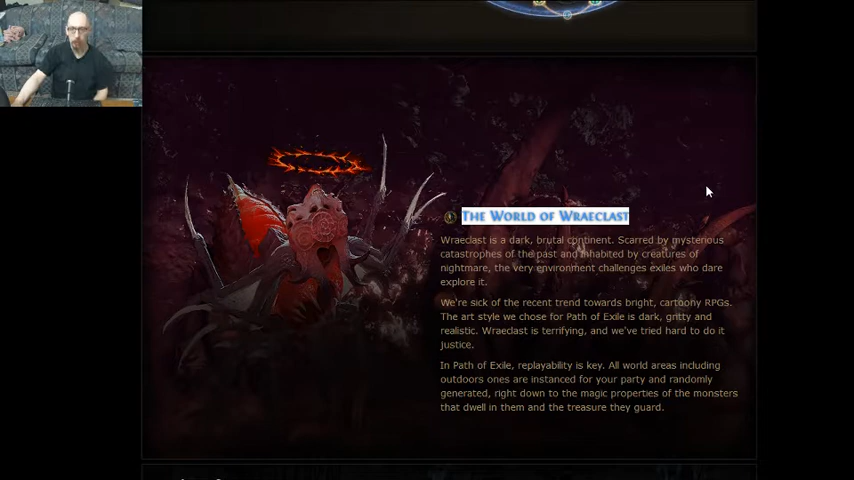 THE WORLD OF WRAECLAST
Wraeclast is a dark, brutal continent. Scarred by mysterious
catastrophes of the past and inhabited by creatures of
nightmare, the very environment challenges exiles who dare
explore it.
We're sick of the recent trend towards bright, cartoony RPGs.
The art style we chose for Path of Exile is dark, gritty and
realistic. Wraeclast is terrifying, and we've tried hard to do it
justice.
In Path of Exile, replayability is key. All world areas including
outdoors ones are instanced for your party and randomly
generated, right down to the magic properties of the monsters
that dwell in them and the treasure they guard.